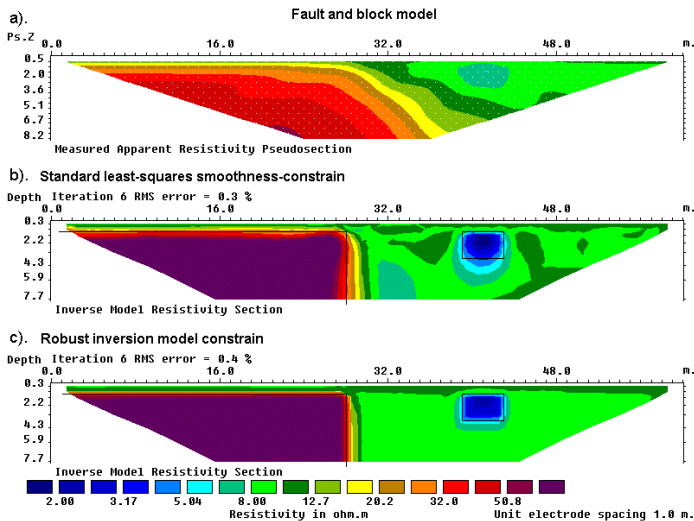 a). Fault and block model
Ps.Z 0.0 16.0 32.0 48.0 m.
0.5
2.0
3.6
5.1
6.7
8.2
Measured Apparent Resistivity Pseudosection
b). Standard least-squares smoothness-constrain
Depth Iteration 6 RMS error = 0.3 %
0.0 16.0 32.0 48.0 m.
0.3
2.2
4.3
5.9
7.7
Inverse Model Resistivity Section
c). Robust inversion model constrain
Depth Iteration 6 RMS error = 0.4 %
0.0 16.0 32.0 48.0 m.
0.3
2.2
4.3
5.9
7.7
Inverse Model Resistivity Section
2.00 3.17 5.04 8.00 12.7 20.2 32.0 50.8
Resistivity in ohm.m Unit electrode spacing 1.0 m.